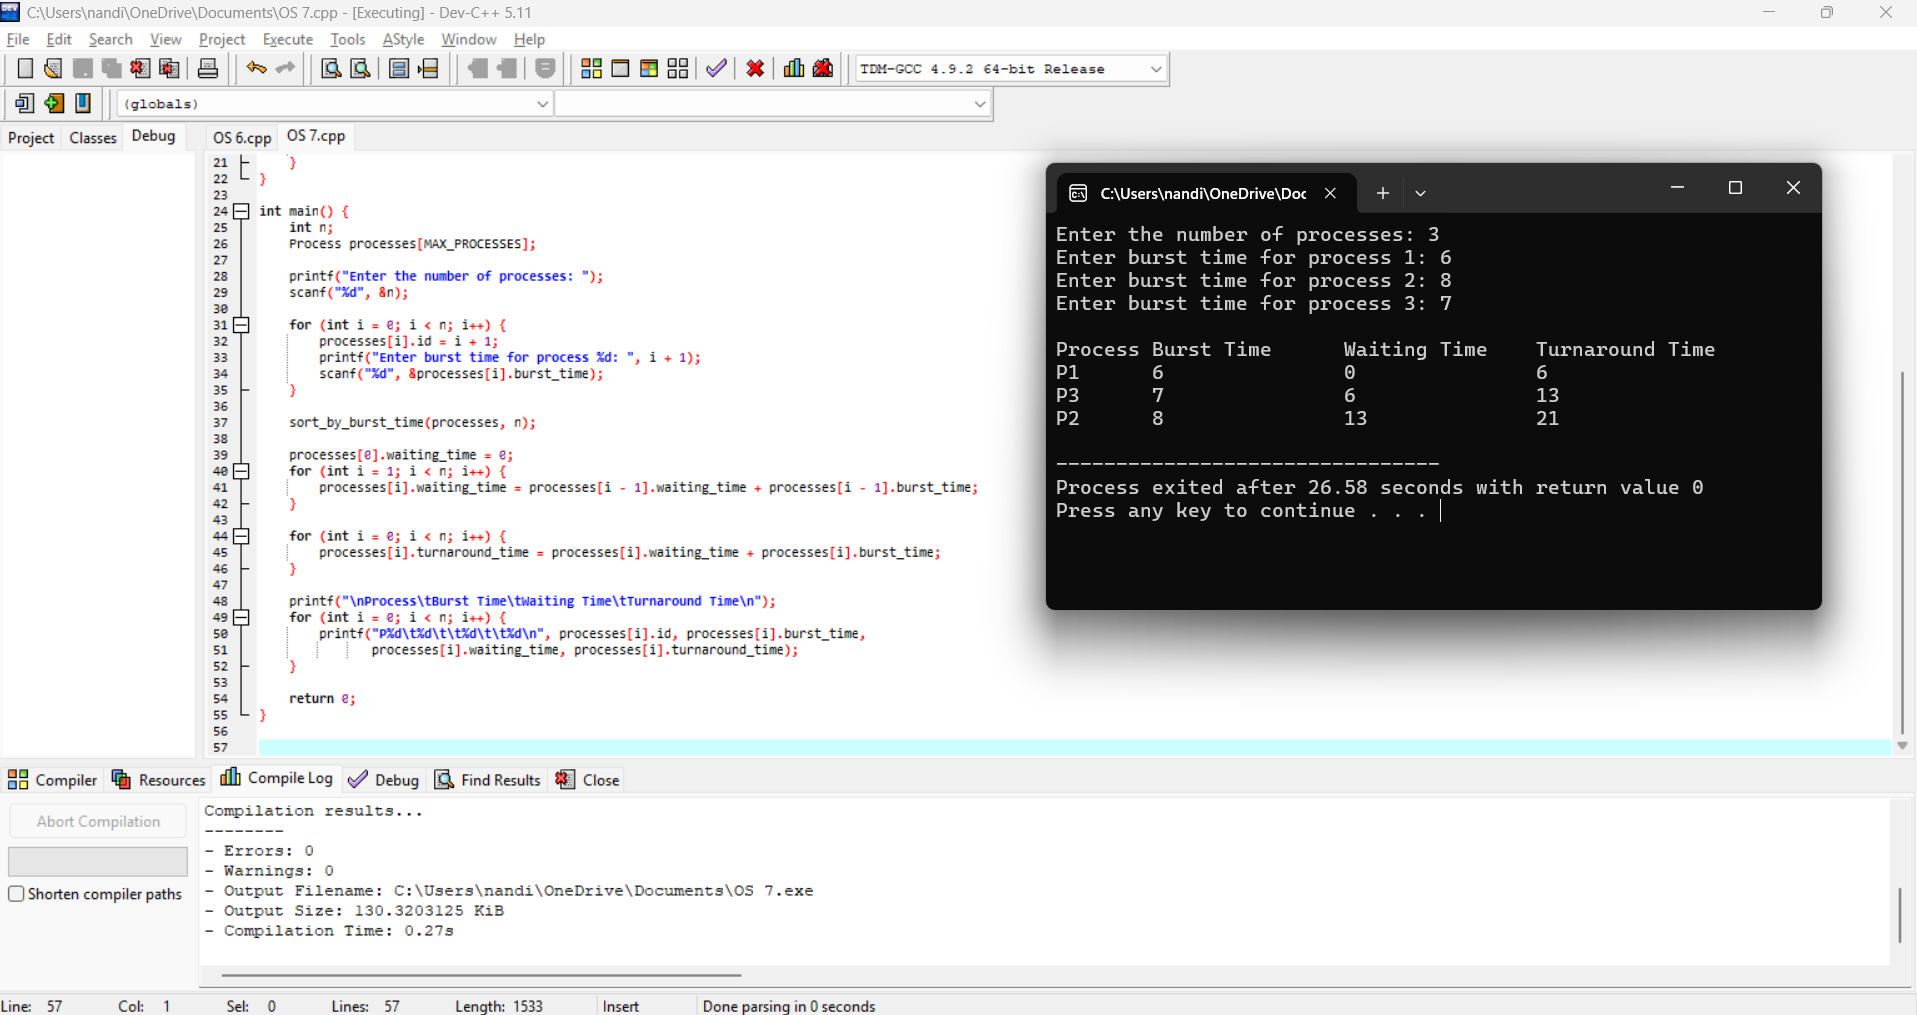 C:\Users\nandi\OneDrive\Documents\OS 7.cpp - [Executing] - Dev-C++ 5.11
File Edit Search View Project Execute Tools AStyle Window Help
TDM-GCC 4.9.2 64-bit Release
(globals)
Project Classes Debug
OS 6.cpp OS 7.cpp
21 }
22 }
23
24 int main() {
25 int n;
26 Process processes[MAX_PROCESSES];
27
28 printf("Enter the number of processes: ");
29 scanf("%d", &n);
30
31 for (int i = 0; i < n; i++) {
32 processes[i].id = i + 1;
33 printf("Enter burst time for process %d: ", i + 1);
34 scanf("%d", &processes[i].burst_time);
35 }
36
37 sort_by_burst_time(processes, n);
38
39 processes[0].waiting_time = 0;
40 for (int i = 1; i < n; i++) {
41 processes[i].waiting_time = processes[i - 1].waiting_time + processes[i - 1].burst_time;
42 }
43
44 for (int i = 0; i < n; i++) {
45 processes[i].turnaround_time = processes[i].waiting_time + processes[i].burst_time;
46 }
47
48 printf("\nProcess\tBurst Time\tWaiting Time\tTurnaround Time\n");
49 for (int i = 0; i < n; i++) {
50 printf("P%d\t%d\t\t%d\t\t%d\n", processes[i].id, processes[i].burst_time,
51 processes[i].waiting_time, processes[i].turnaround_time);
52 }
53
54 return 0;
55 }
56
57
C:\Users\nandi\OneDrive\Doc
Enter the number of processes: 3
Enter burst time for process 1: 6
Enter burst time for process 2: 8
Enter burst time for process 3: 7
Process Burst Time Waiting Time Turnaround Time
P1 6 0 6
P3 7 6 13
P2 8 13 21
--------------------------------
Process exited after 26.58 seconds with return value 0
Press any key to continue . . .
Compiler Resources Compile Log Debug Find Results Close
Abort Compilation
Shorten compiler paths
Compilation results...
--------
- Errors: 0
- Warnings: 0
- Output Filename: C:\Users\nandi\OneDrive\Documents\OS 7.exe
- Output Size: 130.3203125 KiB
- Compilation Time: 0.27s
Line: 57 Col: 1 Sel: 0 Lines: 57 Length: 1533 Insert Done parsing in 0 seconds